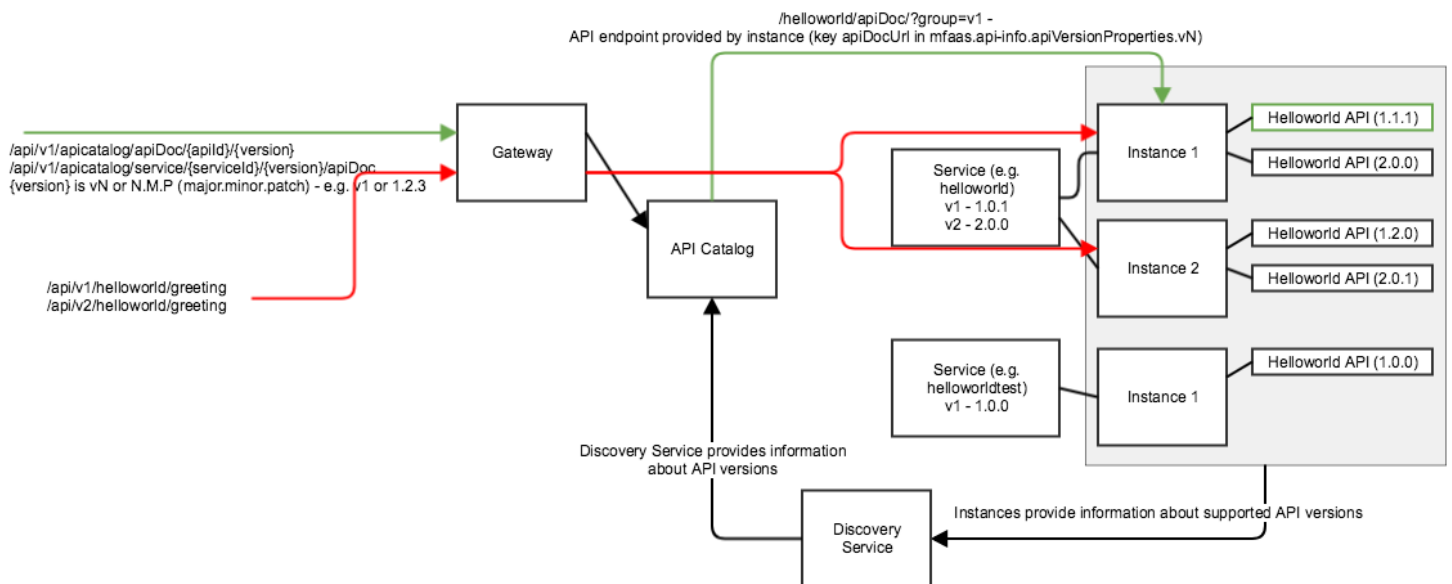 /helloworld/apiDoc/?group=v1 -
API endpoint provided by instance (key apiDocUrl in mfaas.api-info.apiVersionProperties.vN)
Gateway
/api/v1/apicatalog/apiDoc/{apiId}/{version}
/api/v1/apicatalog/service/{serviceId}/{version}/apiDoc
{version} is vN or N.M.P (major.minor.patch) - e.g. v1 or 1.2.3
/api/v1/helloworld/greeting
/api/v2/helloworld/greeting
API Catalog
Service (e.g.
helloworld)
v1 - 1.0.1
v2 - 2.0.0
Instance 1
Helloworld API (1.1.1)
Helloworld API (2.0.0)
Instance 2
Helloworld API (1.2.0)
Helloworld API (2.0.1)
Service (e.g.
helloworldtest)
v1 - 1.0.0
Instance 1
Helloworld API (1.0.0)
Discovery Service provides information
about API versions
Instances provide information about supported API versions
Discovery
Service